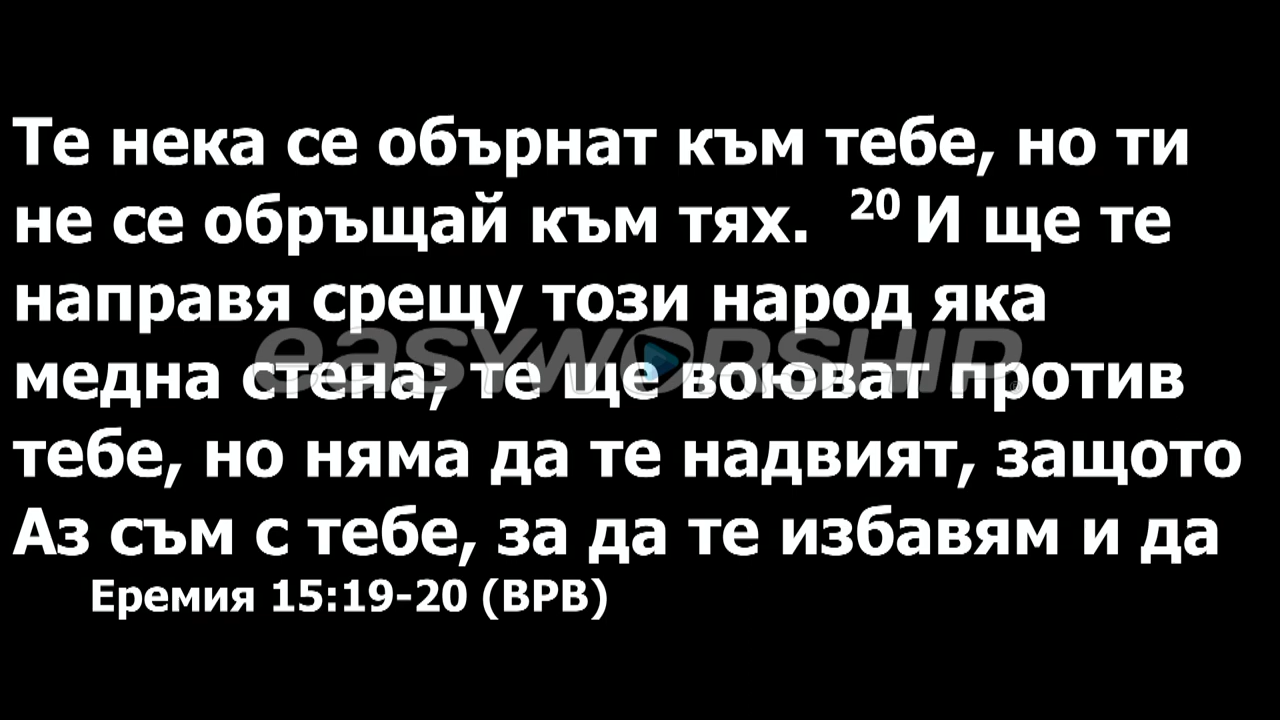 Те нека се обърнат към тебе, но ти
не се обръщай към тях. 20 И ще те
направя срещу този народ яка
easyworship
медна стена; те ще воюват против
тебе, но няма да те надвият, защото
Аз съм с тебе, за да те избавям и да
Еремия 15:19-20 (ВРВ)